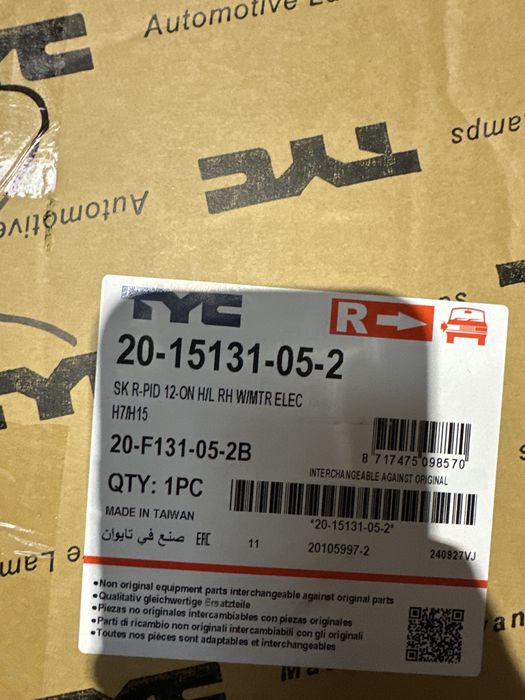 TYC
Automotive
TYC
amps
Automotive
TYC
R
20-15131-05-2
SK R-PID 12-ON H/L RH W/MTR ELEC
H7/H15
20-F131-05-2B
8 717475 098570
INTERCHANGEABLE AGAINST ORIGINAL
QTY: 1PC
*20-15131-05-2*
MADE IN TAIWAN
صنع في تايوان EAC
11 20105997-2 240927VJ
e Lam
•Non original equipment parts interchangeable against original parts
•Qualitativ gleichwertige Ersatzteile
•Piezas no originales intercambiables con piezas originales
•Parti di ricambio non originali intercambiabili con gli originali
•Toutes nos pièces sont adaptables et interchangeables